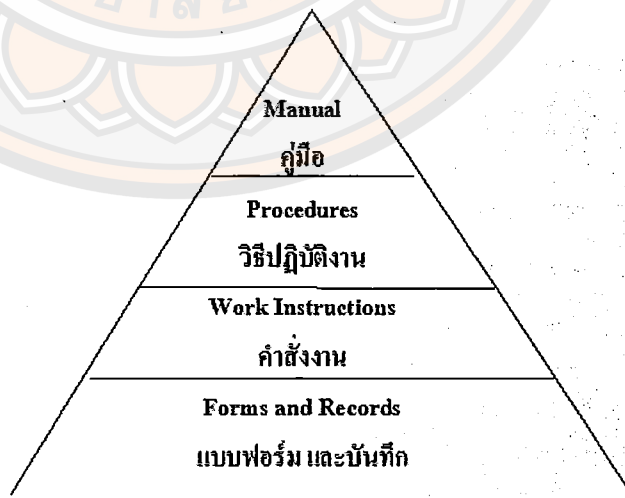 Manual
คู่มือ
Procedures
วิธีปฏิบัติงาน
Work Instructions
คำสั่งงาน
Forms and Records
แบบฟอร์ม และบันทึก